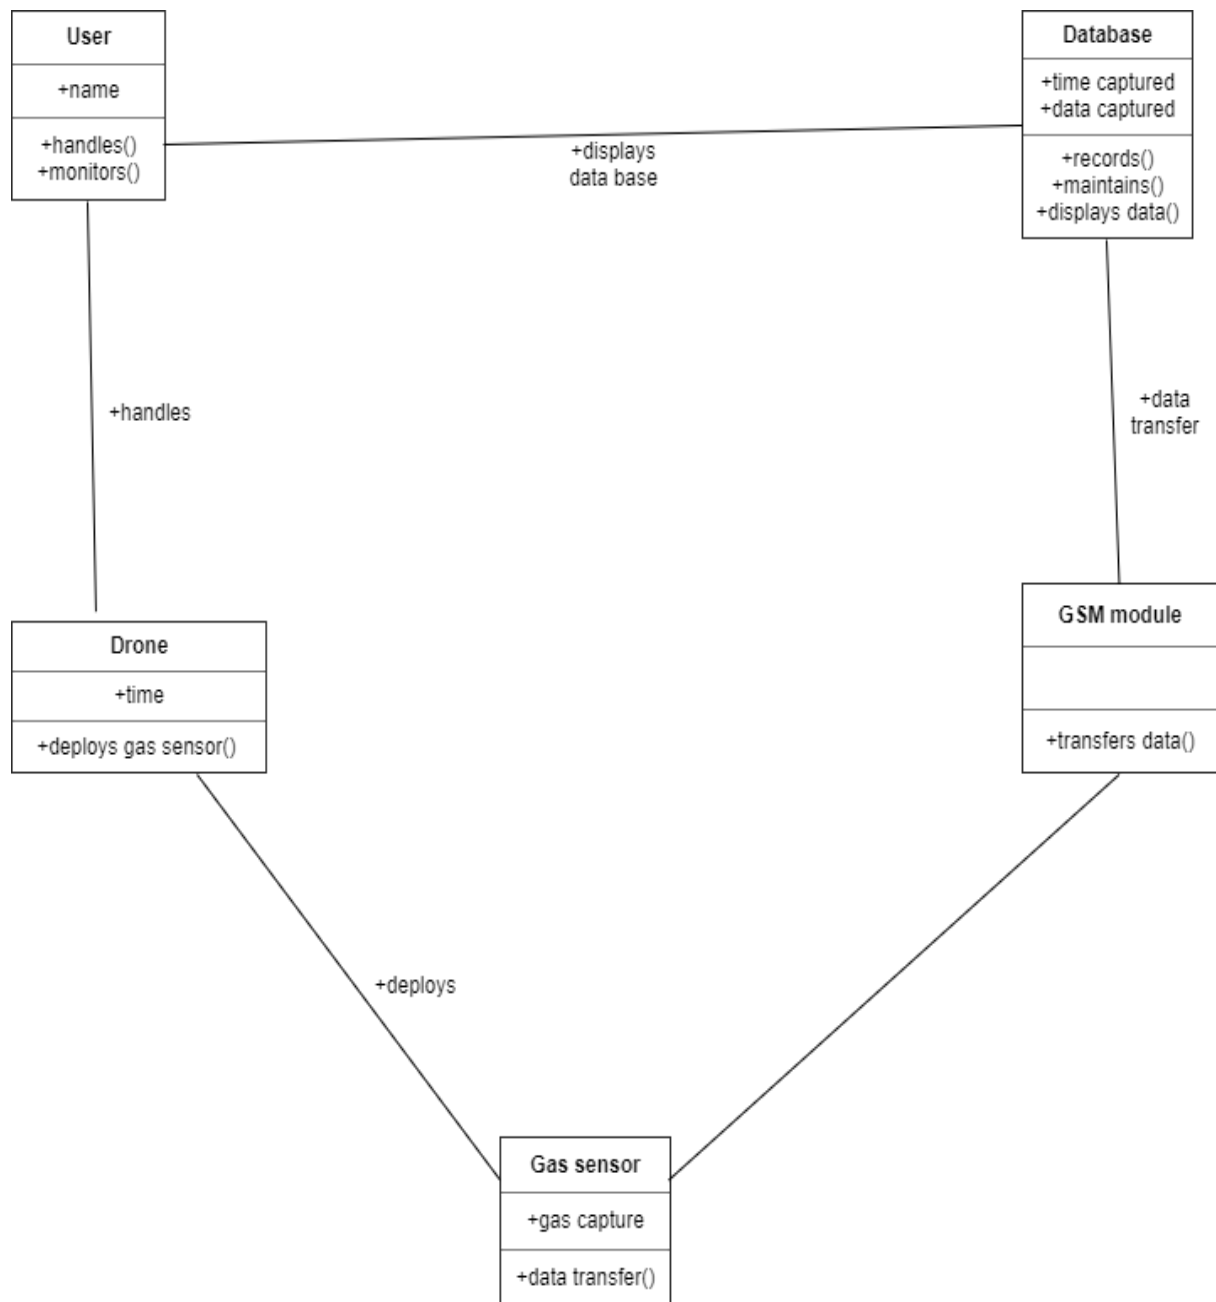 User
+name
+handles()
+monitors()
Database
+time captured
+data captured
+records()
+maintains()
+displays data()
+displays
data base
+handles
+data
transfer
Drone
+time
+deploys gas sensor()
GSM module
+transfers data()
+deploys
Gas sensor
+gas capture
+data transfer()